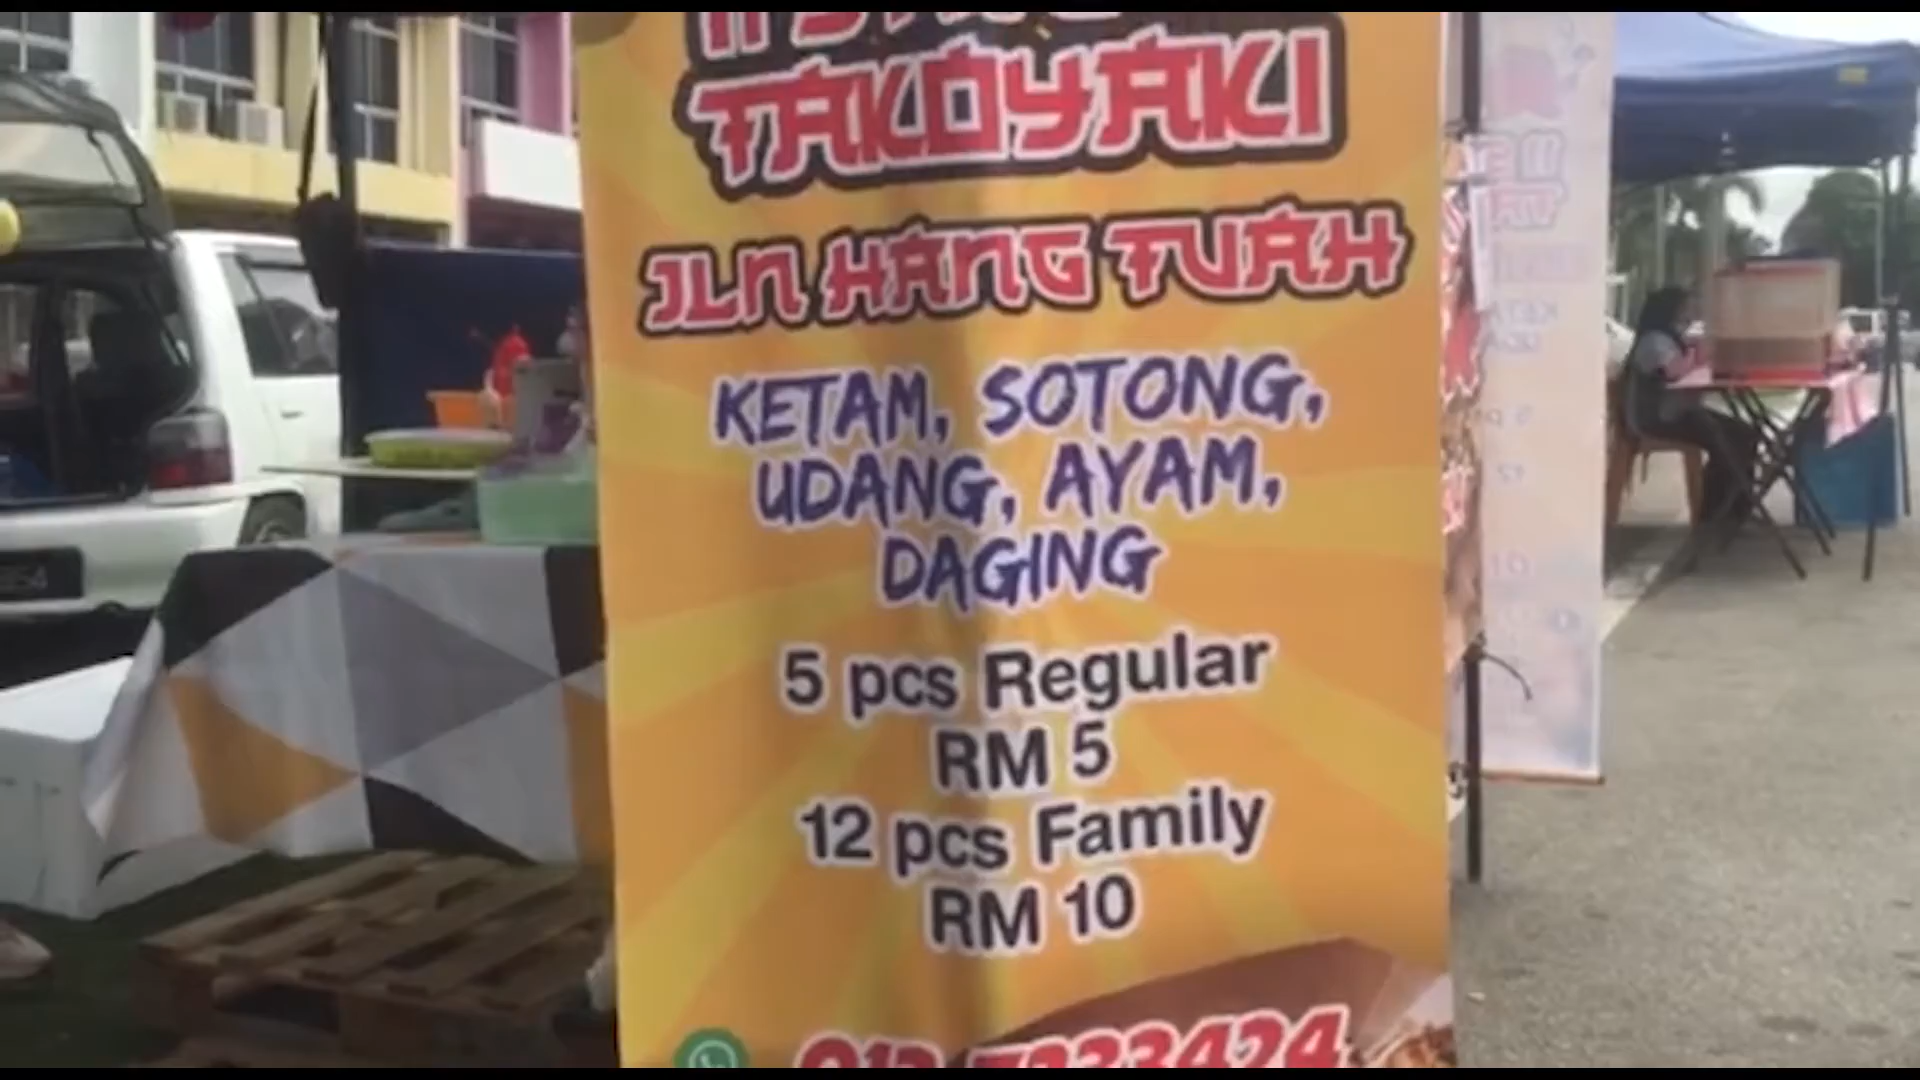 TAKOYAKI
JLN HANG TUAH
KETAM, SOTONG,
UDANG, AYAM,
DAGING
5 pcs Regular
RM 5
12 pcs Family
RM 10